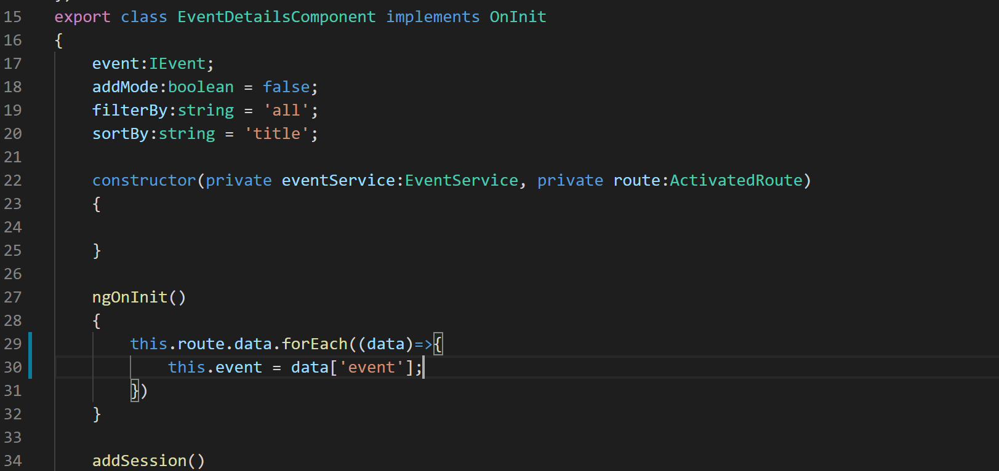 15 export class EventDetailsComponent implements OnInit
16 {
17     event:IEvent;
18     addMode:boolean = false;
19     filterBy:string = 'all';
20     sortBy:string = 'title';
21
22     constructor(private eventService:EventService, private route:ActivatedRoute)
23     {
24
25     }
26
27     ngOnInit()
28     {
29         this.route.data.forEach((data)=>{
30             this.event = data['event'];
31         })
32     }
33
34     addSession()